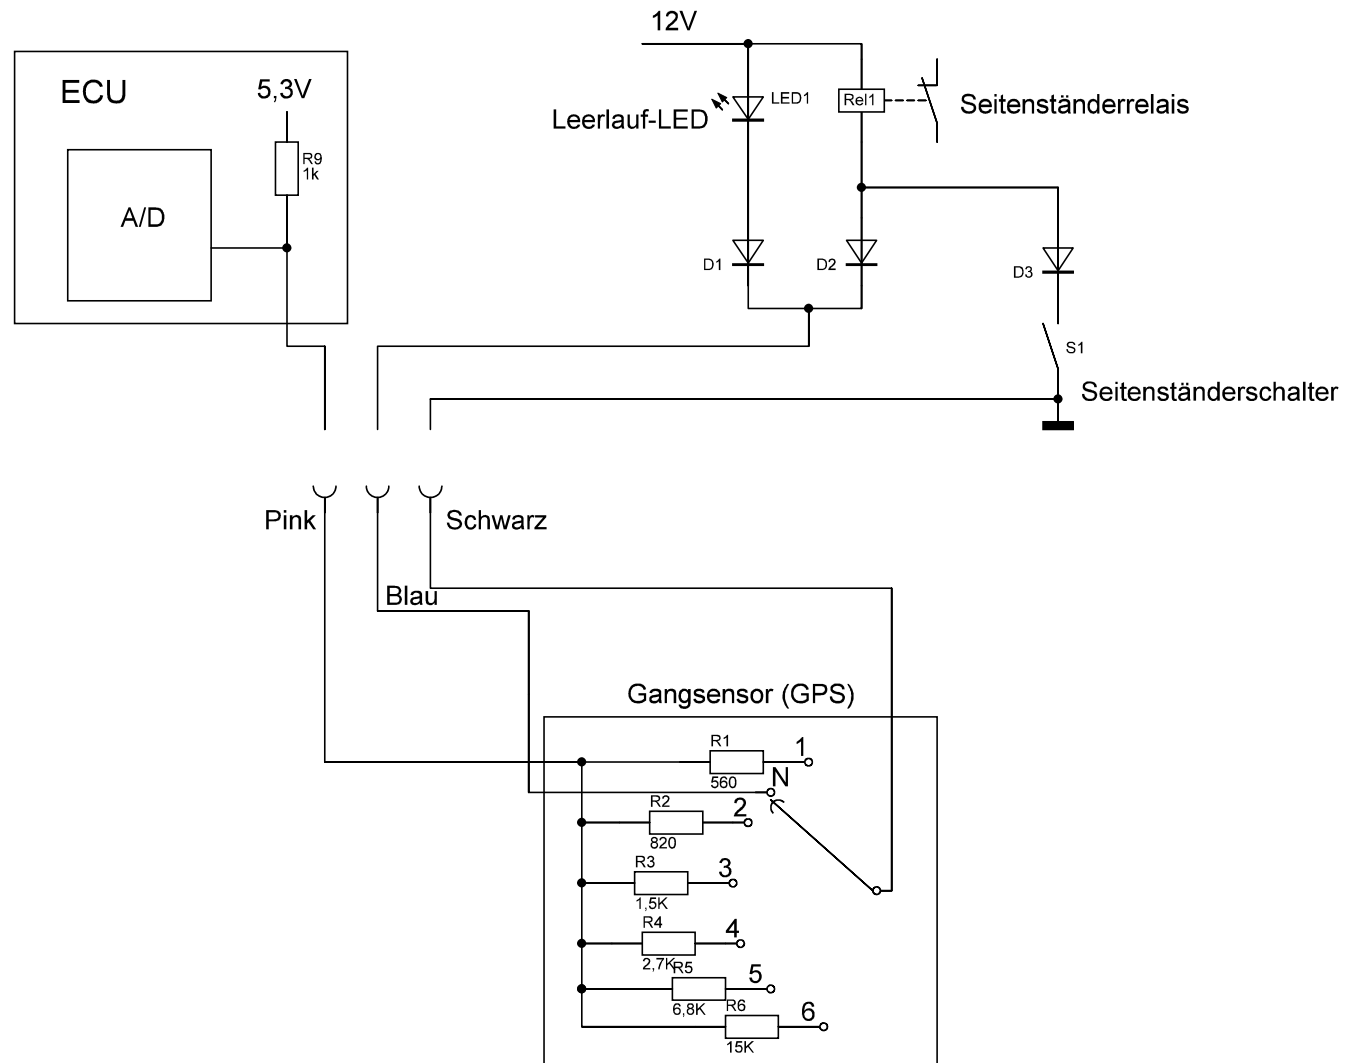 12V
ECU
5,3V
LED1
Rel1
Seitenständerrelais
Leerlauf-LED
R9
1k
A/D
D1
D2
D3
S1
Seitenständerschalter
Pink
Schwarz
Blau
Gangsensor (GPS)
R1
1
560
N
R2
2
820
R3
3
1,5K
R4
4
2,7K
R5
5
6,8K
R6
6
15K